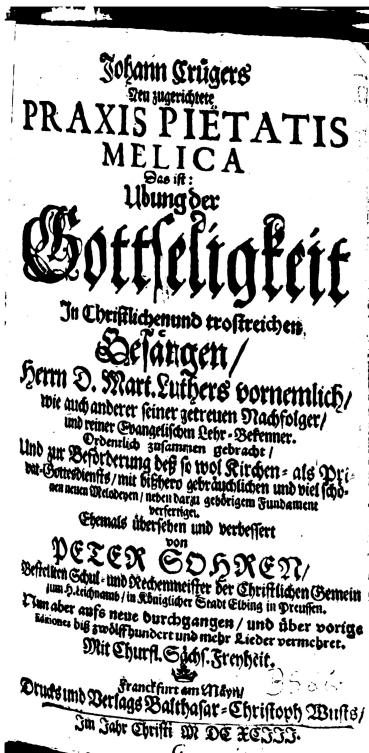 Johann Crügers
Neu zugerichtete
PRAXIS PIETATIS
MELICA
Das ist:
Ubung der
Gottseligkeit
In Christlichen und trostreichen
Gesängen/
Herrn D. Mart. Luthers vornemlich/
wie auch anderer seiner getreuen Nachfolger/
und reiner Evangelischen Lehr-Bekenner.
Ordentlich zusammen gebracht/
Und zur Beförderung deß so wol Kirchen- als Pri-
vat-Gottesdiensts/ mit bißhero gebräuchlichen und viel schö-
nen neuen Melodeyen/ neben darzu gehörigem Fundament
verfertiget.
Ehemals übersehen und verbessert
von
PETER SOHREN/
Bestellten Schul- und Rechenmeister der Christlichen Gemein
zum H. Leichnamb/ in Königlicher Stadt Elbing in Preussen.
Nun aber aufs neue durchgangen/ und über vorige
Editiones biß zwölffhundert und mehr Lieder vermehret.
Mit Churfl. Sächs. Freyheit.
Franckfurt am Mäyn/
Drucks und Verlags Balthasar-Christoph Wusts/
Im Jahr Christi M DC XCIII.